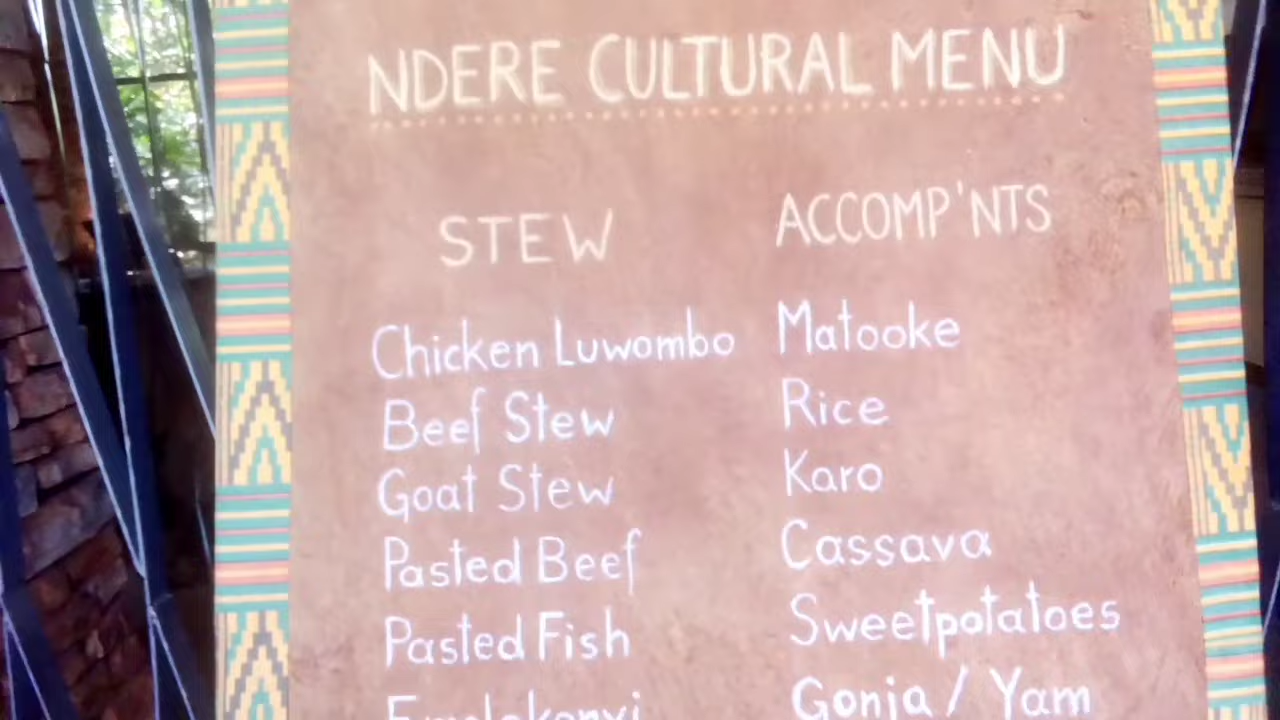 NDERE CULTURAL MENU
STEW
Chicken Luwombo
Beef Stew
Goat Stew
Pasted Beef
Pasted Fish
ACCOMP'NTS
Matooke
Rice
Karo
Cassava
Sweetpotatoes
Gonja / Yam